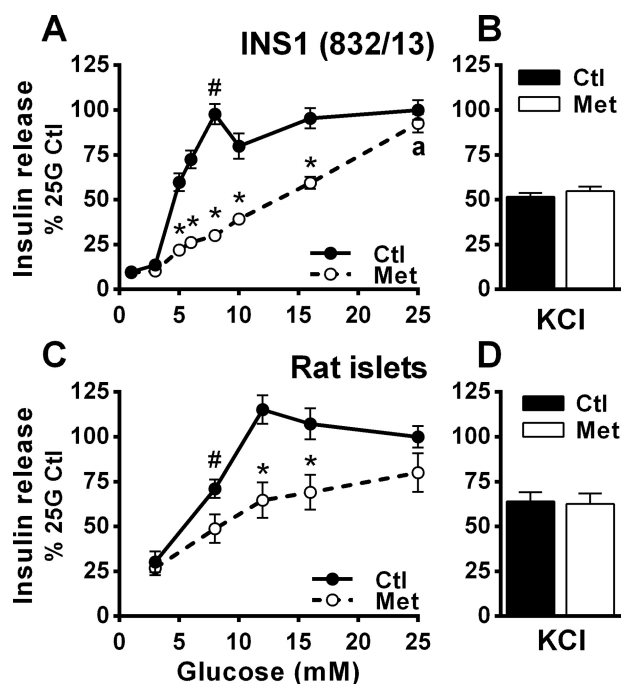 A
INS1 (832/13)
B
Insulin release
% 25G Ctl
125
100
75
50
25
0
#
*
*
*
*
*
a
Ctl
Met
0
5
10
15
20
25
125
100
75
50
25
0
Ctl
Met
KCl
C
Rat islets
D
Insulin release
% 25G Ctl
125
100
75
50
25
0
#
*
*
Ctl
Met
0
5
10
15
20
25
Glucose (mM)
125
100
75
50
25
0
Ctl
Met
KCl